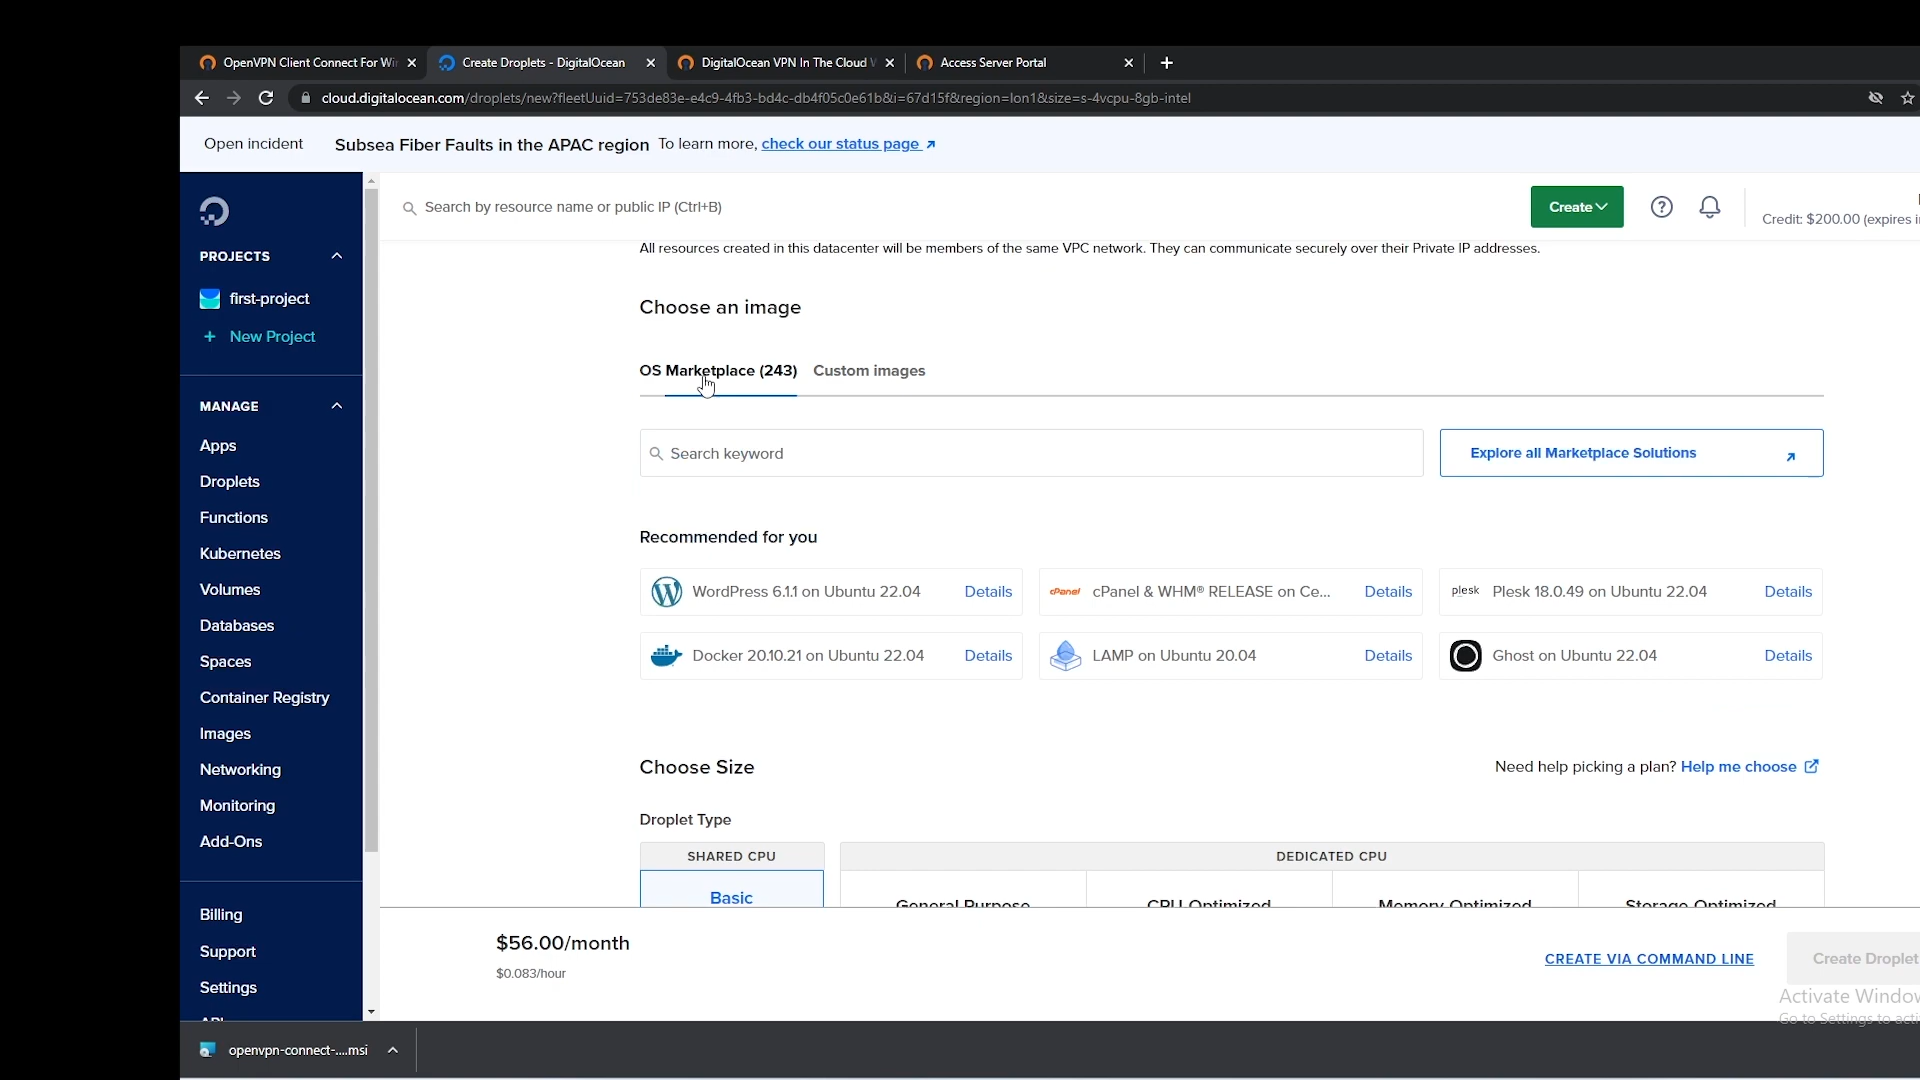 OpenVPN Client Connect For Wi
Create Droplets - DigitalOcean
DigitalOcean VPN In The Cloud
Access Server Portal
cloud.digitalocean.com/droplets/new?fleetUuid=753de83e-e4c9-4fb3-bd4c-db4f05c0e61b&i=67d15f&region=lon1&size=s-4vcpu-8gb-intel
Open incident Subsea Fiber Faults in the APAC region To learn more, check our status page
Search by resource name or public IP (Ctrl+B)
Create
Credit: $200.00 (expires
PROJECTS
first-project
+ New Project
MANAGE
Apps
Droplets
Functions
Kubernetes
Volumes
Databases
Spaces
Container Registry
Images
Networking
Monitoring
Add-Ons
Billing
Support
Settings
All resources created in this datacenter will be members of the same VPC network. They can communicate securely over their Private IP addresses.
Choose an image
OS Marketplace (243) Custom images
Search keyword
Explore all Marketplace Solutions
Recommended for you
WordPress 6.1.1 on Ubuntu 22.04 Details
cPanel cPanel & WHM® RELEASE on Ce... Details
plesk Plesk 18.0.49 on Ubuntu 22.04 Details
Docker 20.10.21 on Ubuntu 22.04 Details
LAMP on Ubuntu 20.04 Details
Ghost on Ubuntu 22.04 Details
Choose Size
Need help picking a plan? Help me choose
Droplet Type
SHARED CPU
DEDICATED CPU
Basic
General Purpose
CPU Optimized
Memory Optimized
Storage Optimized
$56.00/month
$0.083/hour
CREATE VIA COMMAND LINE
Create Droplet
Activate Window
Go to Settings to acti
openvpn-connect-....msi